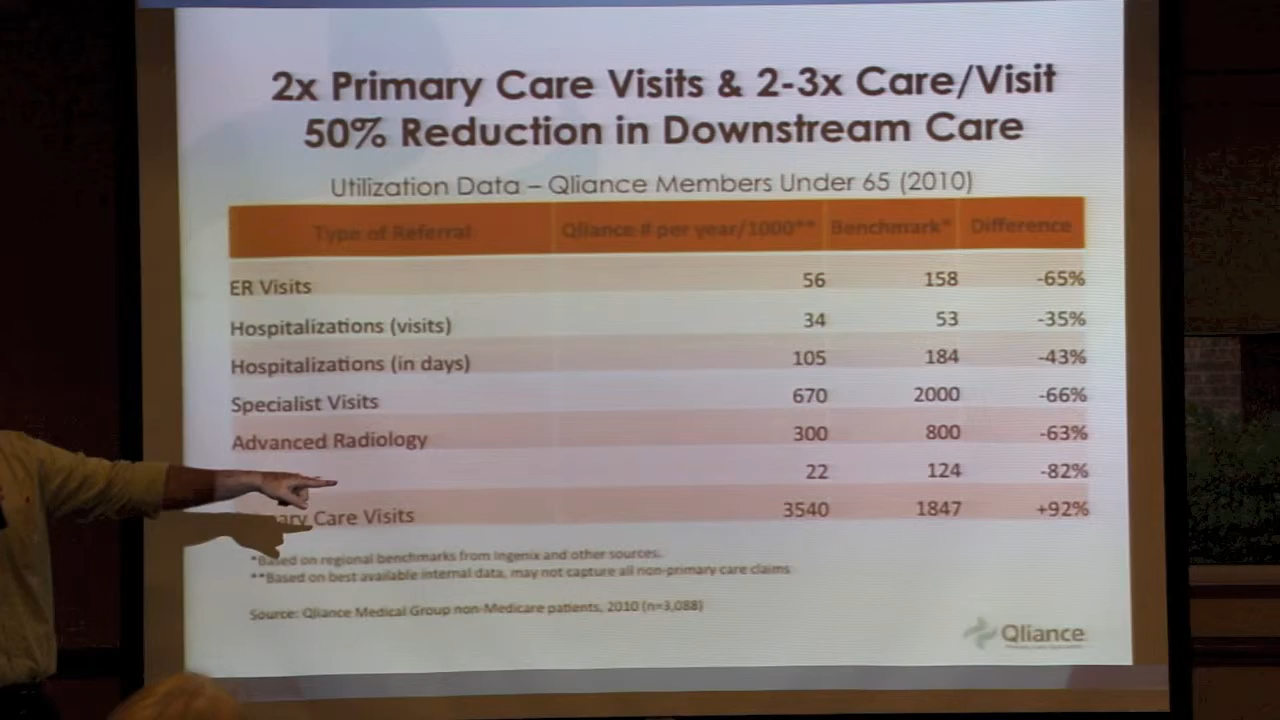 2x Primary Care Visits & 2-3x Care/Visit
50% Reduction in Downstream Care
Utilization Data – Qliance Members Under 65 (2010)
Type of Referral Qliance # per year/1000** Benchmark* Difference
ER Visits 56 158 -65%
Hospitalizations (visits) 34 53 -35%
Hospitalizations (in days) 105 184 -43%
Specialist Visits 670 2000 -66%
Advanced Radiology 300 800 -63%
22 124 -82%
Care Visits 3540 1847 +92%
*Based on regional benchmarks from Ingenix and other sources.
**Based on best available internal data, may not capture all non-primary care claims
Source: Qliance Medical Group non-Medicare patients, 2010 (n=3,088)
Qliance